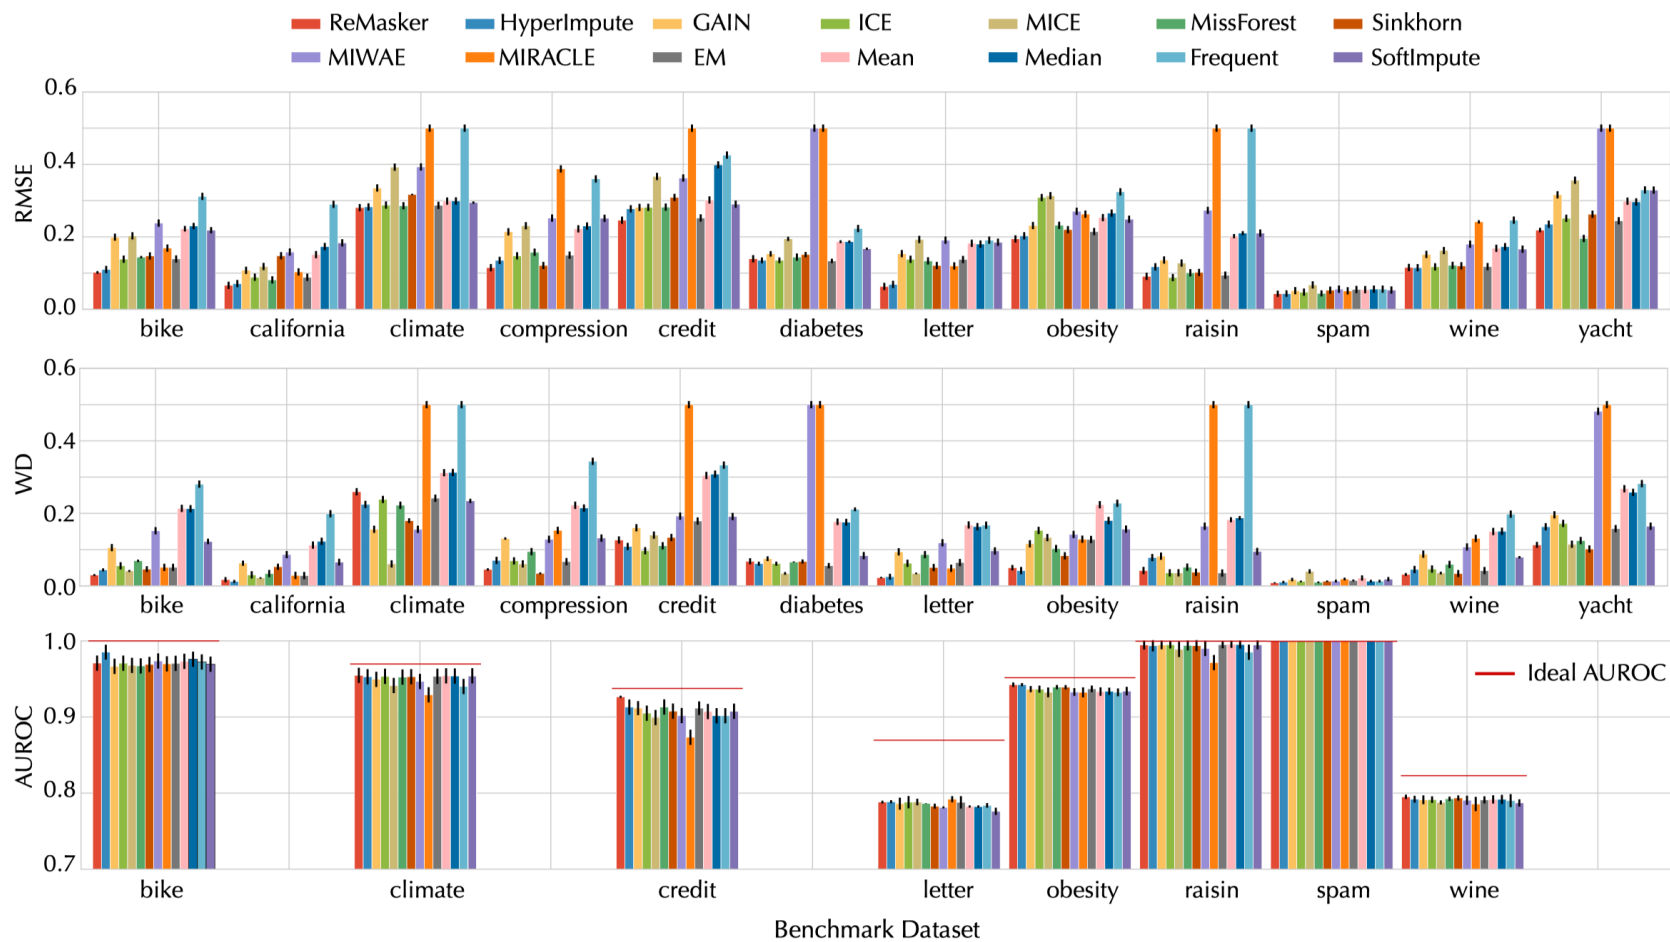 ReMasker HyperImpute GAIN ICE MICE MissForest Sinkhorn
MIWAE MIRACLE EM Mean Median Frequent SoftImpute
0.6
0.4
0.2
0.0
RMSE
bike california climate compression credit diabetes letter obesity raisin spam wine yacht
0.6
0.4
0.2
0.0
WD
bike california climate compression credit diabetes letter obesity raisin spam wine yacht
1.0
0.9
0.8
0.7
AUROC
Ideal AUROC
bike climate credit letter obesity raisin spam wine
Benchmark Dataset